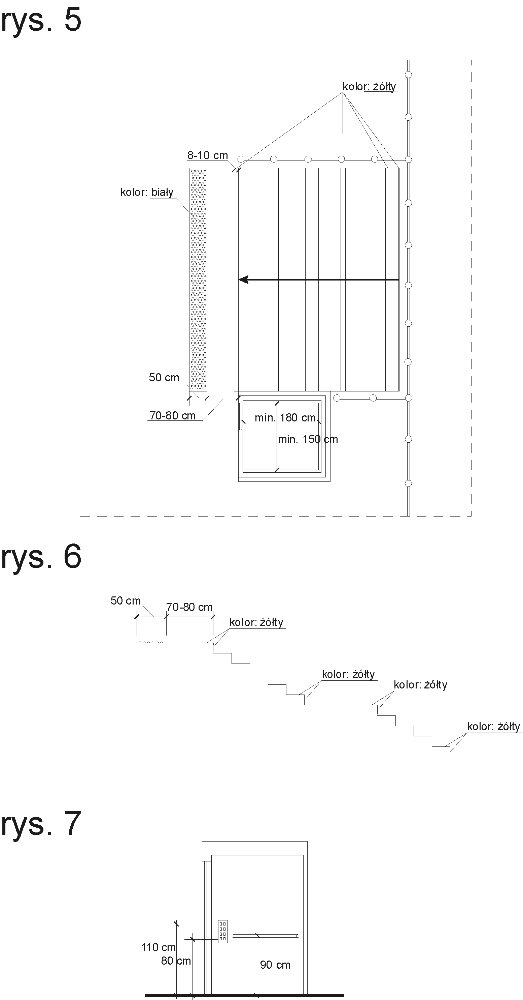 rys. 5
kolor: żółty
8-10 cm
kolor: biały
50 cm
70-80 cm
min. 180 cm
min. 150 cm
rys. 6
50 cm
70-80 cm
kolor: żółty
kolor: żółty
kolor: żółty
kolor: żółty
rys. 7
110 cm
80 cm
90 cm